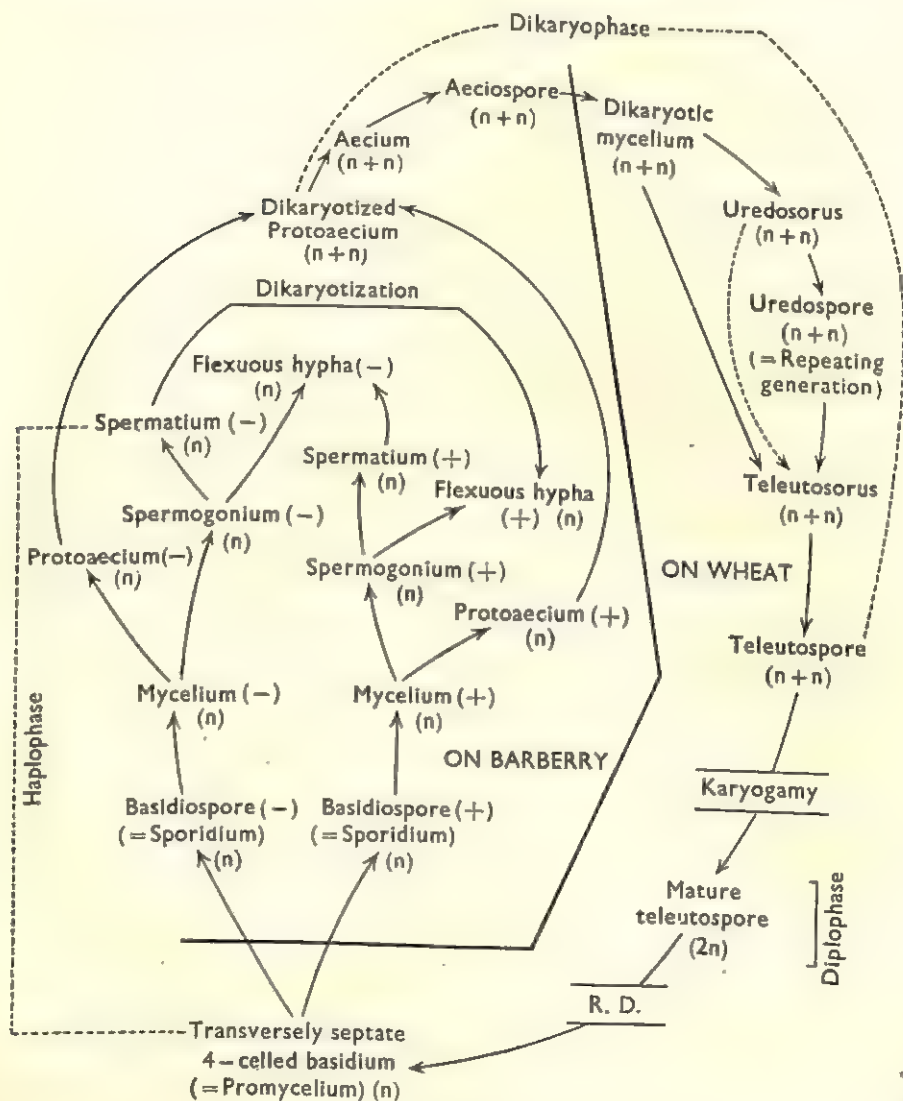 Dikaryophase
Aeciospore
(n+n)
Dikaryotic
mycelium
(n+n)
Aecium
(n+n)
Dikaryotized
Protoaecium
(n+n)
Uredosorus
(n+n)
Dikaryotization
Uredospore
(n+n)
(=Repeating
generation)
Flexuous hypha(−)
(n)
Spermatium (−)
(n)
Spermatium (+)
(n)
Flexuous hypha
(+) (n)
Teleutosorus
(n+n)
Spermogonium (−)
(n)
Protoaecium(−)
(n)
Spermogonium (+)
(n)
ON WHEAT
Protoaecium (+)
(n)
Teleutospore
(n+n)
Mycelium (−)
(n)
Mycelium (+)
(n)
Haplophase
ON BARBERRY
Karyogamy
Basidiospore (−)
(=Sporidium)
(n)
Basidiospore (+)
(=Sporidium)
(n)
Mature
teleutospore
(2n)
Diplophase
R. D.
Transversely septate
4-celled basidium
(=Promycelium) (n)